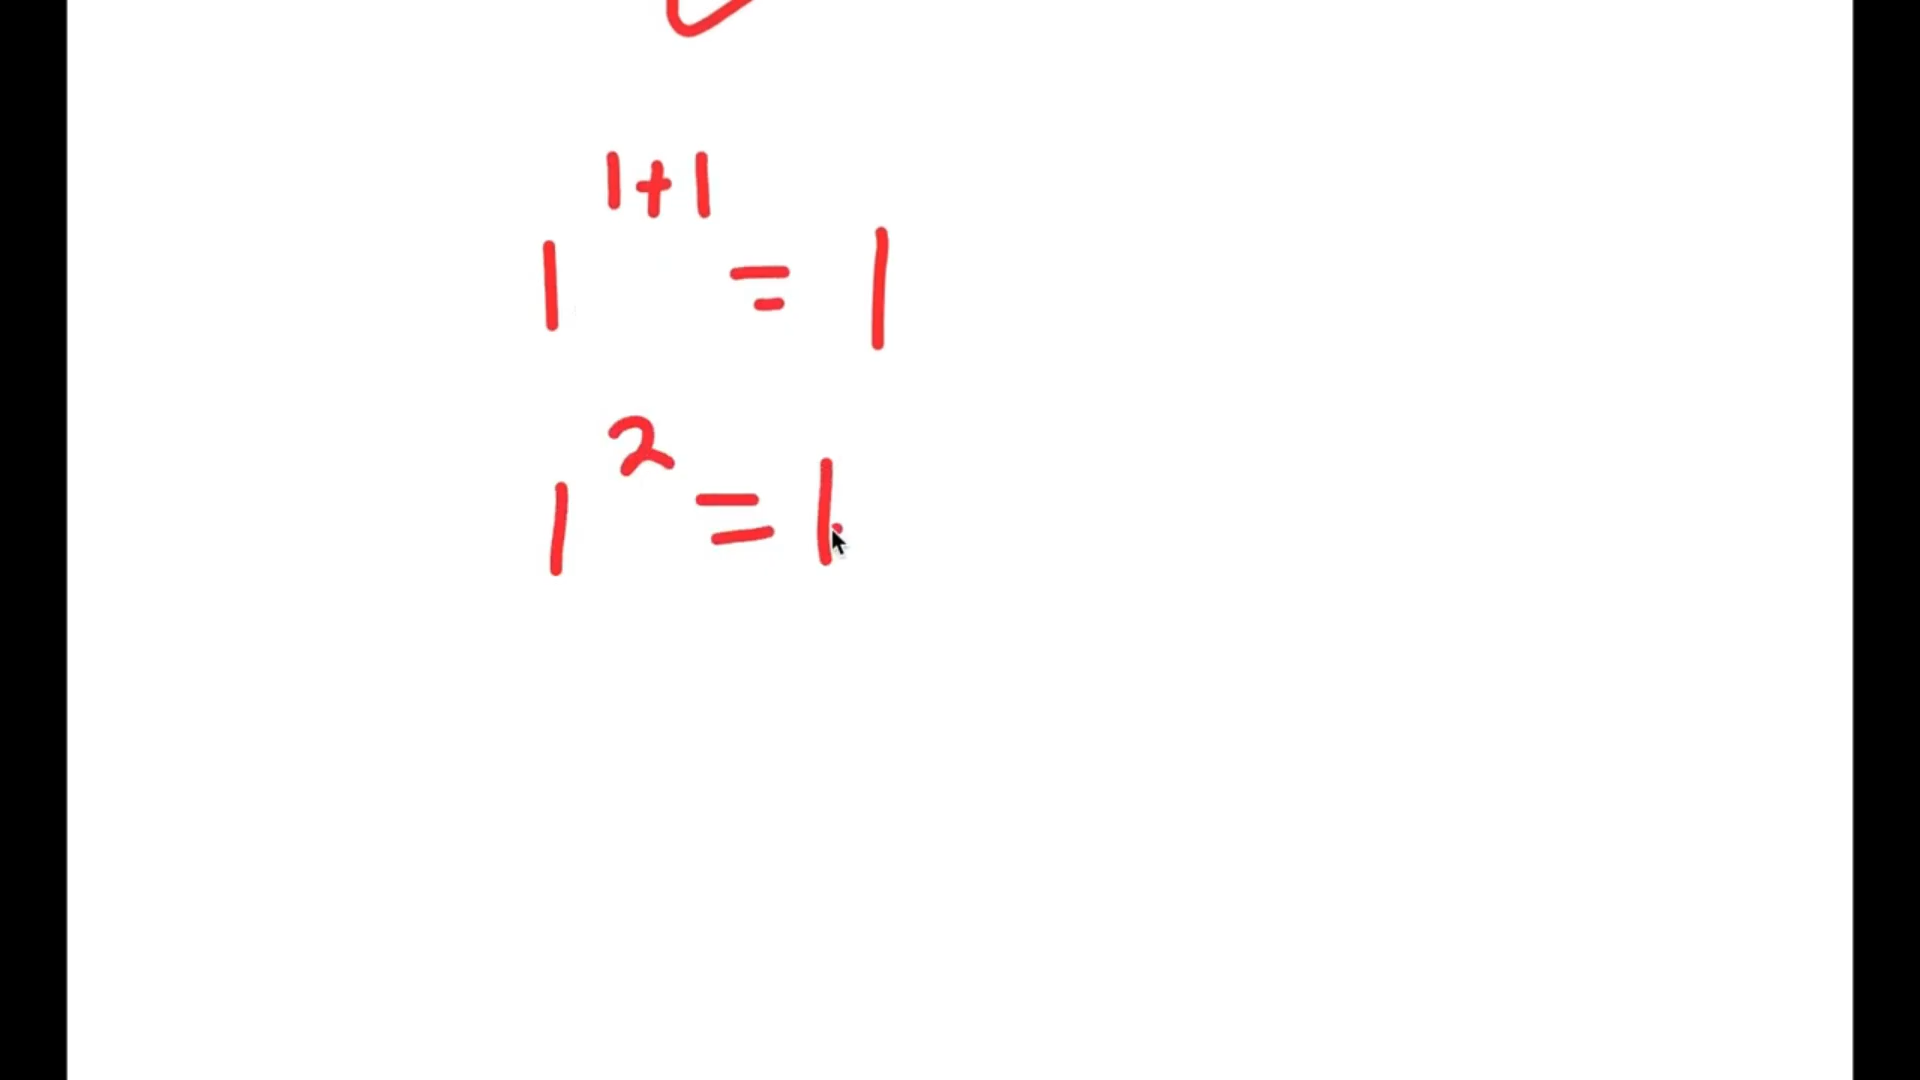 1^{1+1} = 1
1^2 = 1